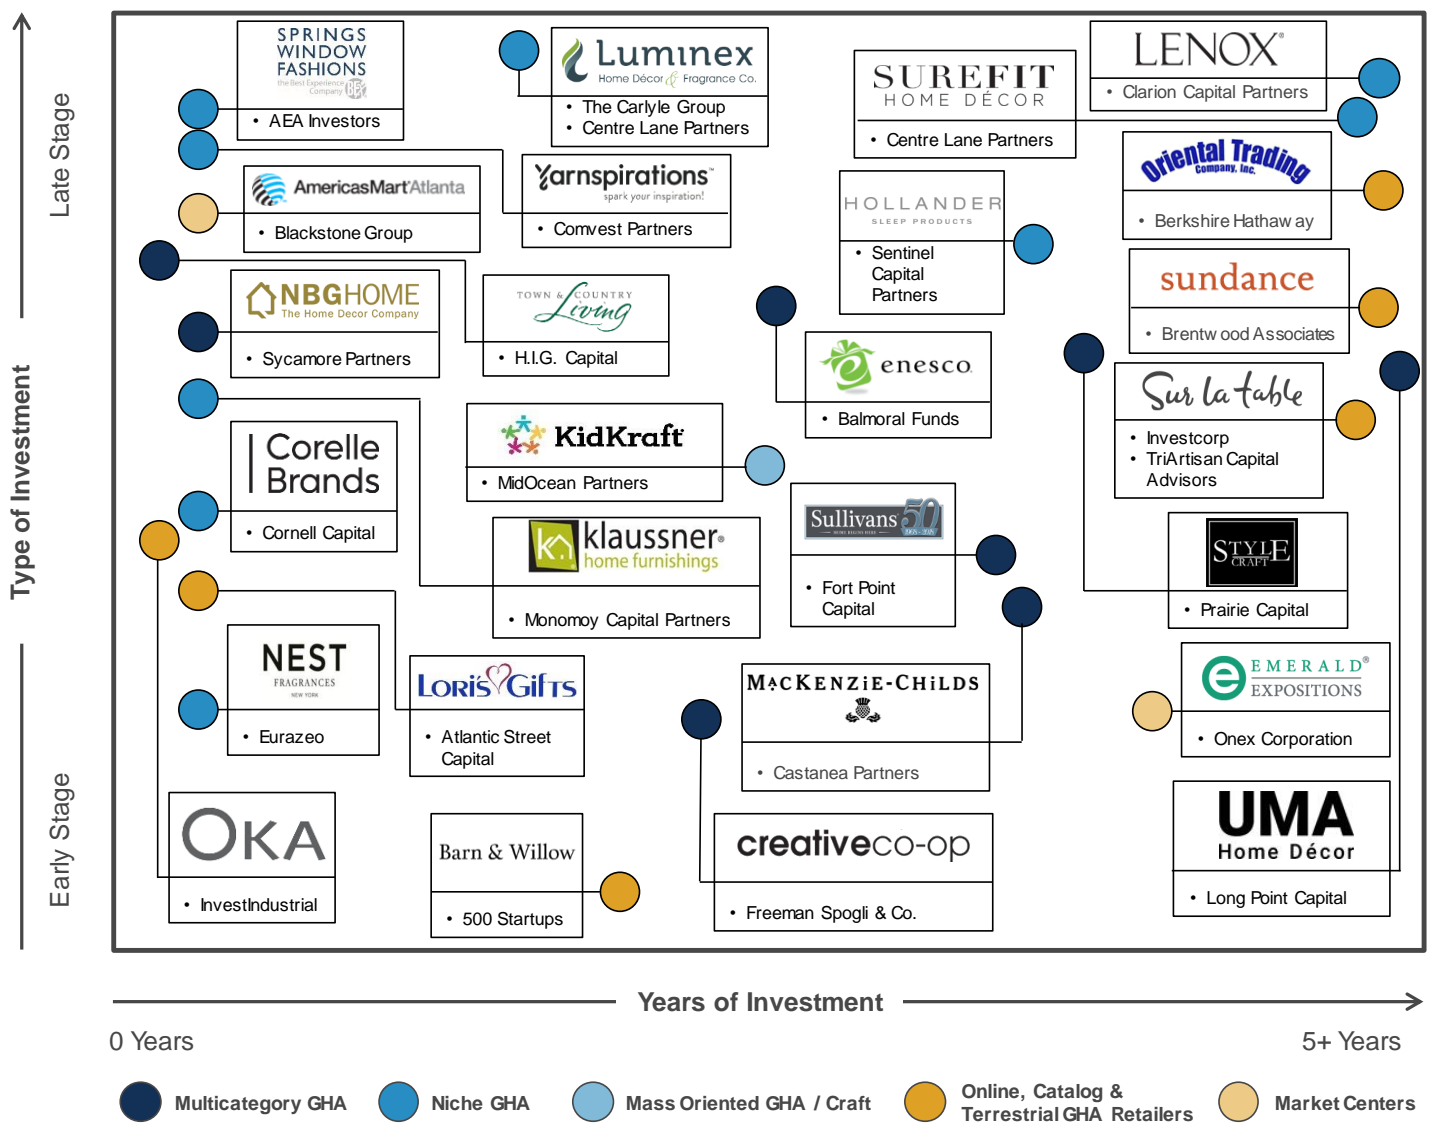 SPRINGS
WINDOW
FASHIONS
the Best Experience
Company BEC
• AEA Investors
Luminex
Home Décor & Fragrance Co.
• The Carlyle Group
• Centre Lane Partners
SUREFIT
HOME DÉCOR
• Centre Lane Partners
LENOX®
• Clarion Capital Partners
AmericasMart®Atlanta
• Blackstone Group
Yarnspirations™
spark your inspiration!
• Comvest Partners
HOLLANDER
SLEEP PRODUCTS
• Sentinel
Capital
Partners
Oriental Trading
Company, Inc.
• Berkshire Hathaway
NBGHOME
The Home Decor Company
• Sycamore Partners
TOWN & COUNTRY
Living
• H.I.G. Capital
enesco.
• Balmoral Funds
sundance
• Brentwood Associates
Sur la table
• Investcorp
• TriArtisan Capital
Advisors
Corelle
Brands
• Cornell Capital
KidKraft
• MidOcean Partners
klaussner®
home furnishings
• Monomoy Capital Partners
Sullivans 50
• Fort Point
Capital
STYLE
CRAFT
• Prairie Capital
NEST
FRAGRANCES
NEW YORK
• Eurazeo
LORI'S GIFTS
• Atlantic Street
Capital
MACKENZIE-CHILDS
• Castanea Partners
EMERALD®
EXPOSITIONS
• Onex Corporation
OKA
• InvestIndustrial
Barn & Willow
• 500 Startups
creativeco-op
• Freeman Spogli & Co.
UMA
Home Décor
• Long Point Capital
Late Stage
Type of Investment
Early Stage
Years of Investment
0 Years
5+ Years
Multicategory GHA
Niche GHA
Mass Oriented GHA / Craft
Online, Catalog &
Terrestrial GHA Retailers
Market Centers